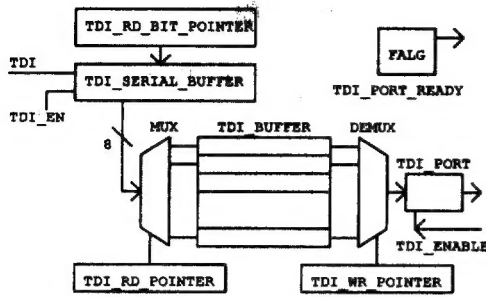 TDI_RD_BIT_POINTER
TDI
TDI_SERIAL_BUFFER
FALG
TDI_PORT_READY
TDI_EN
8
MUX
TDI_BUFFER
DEMUX
TDI_PORT
TDI_ENABLE
TDI_RD_POINTER
TDI_WR_POINTER